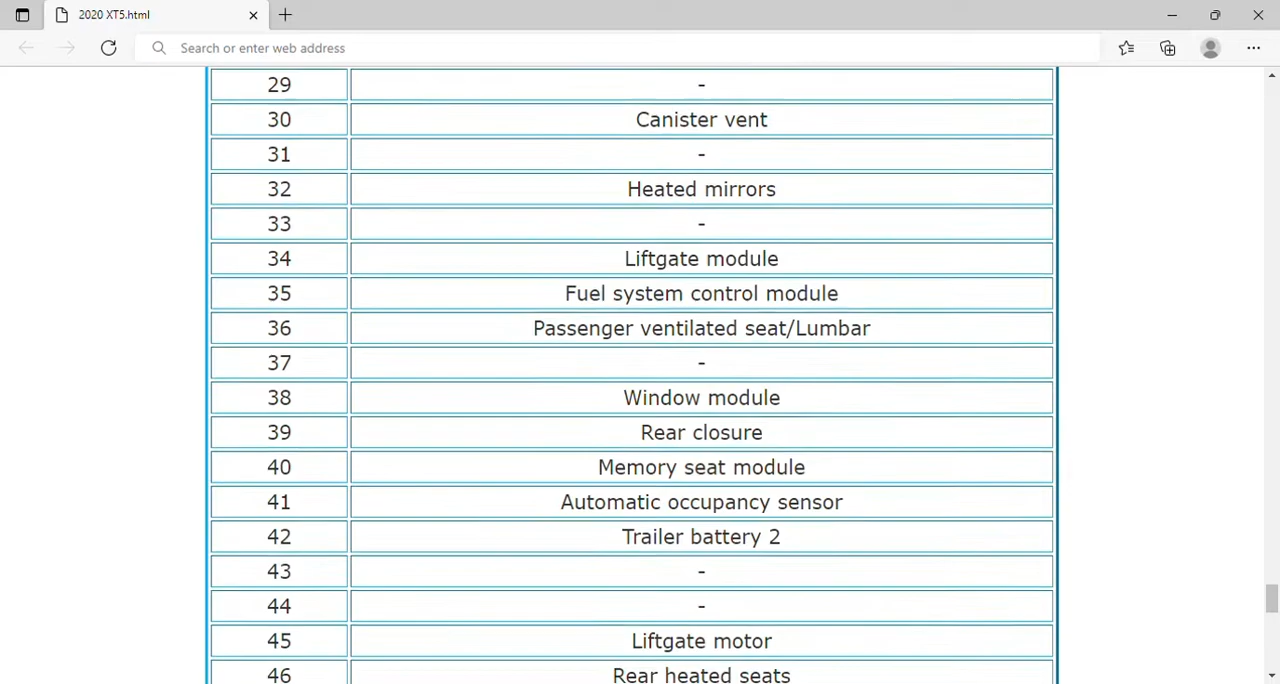 2020 XT5.html
Search or enter web address
29 -
30 Canister vent
31 -
32 Heated mirrors
33 -
34 Liftgate module
35 Fuel system control module
36 Passenger ventilated seat/Lumbar
37 -
38 Window module
39 Rear closure
40 Memory seat module
41 Automatic occupancy sensor
42 Trailer battery 2
43 -
44 -
45 Liftgate motor
46 Rear heated seats